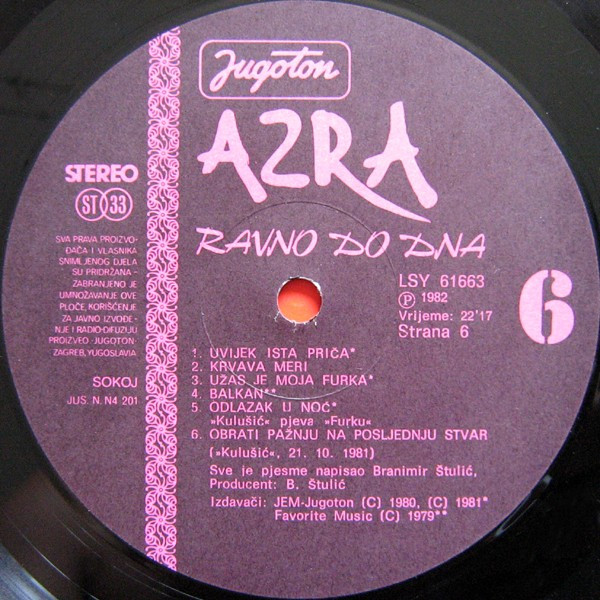 Jugoton
AZRA
RAVNO DO DNA
STEREO
ST 33
SVA PRAVA PROIZVO-
ĐAČA I VLASNIKA
SNIMLJENOG DJELA
SU PRIDRŽANA -
ZABRANJENO JE
UMNOŽAVANJE OVE
PLOČE, KORIŠĆENJE
ZA JAVNO IZVOĐE-
NJE I RADIO-DIFUZIJU
PROIZVEO - JUGOTON -
ZAGREB, YUGOSLAVIA
SOKOJ
JUS. N. N4 201
LSY 61663
Ⓟ 1982
Vrijeme: 22'17
Strana 6
6
1. UVIJEK ISTA PRIČA*
2. KRVAVA MERI
3. UŽAS JE MOJA FURKA*
4. BALKAN**
5. ODLAZAK U NOĆ*
»Kulušić« pjeva »Furku«
6. OBRATI PAŽNJU NA POSLJEDNJU STVAR
(»Kulušić«, 21. 10. 1981)
Sve je pjesme napisao Branimir Štulić,
Producent: B. Štulić
Izdavači: JEM-Jugoton (C) 1980, (C) 1981*
Favorite Music (C) 1979**